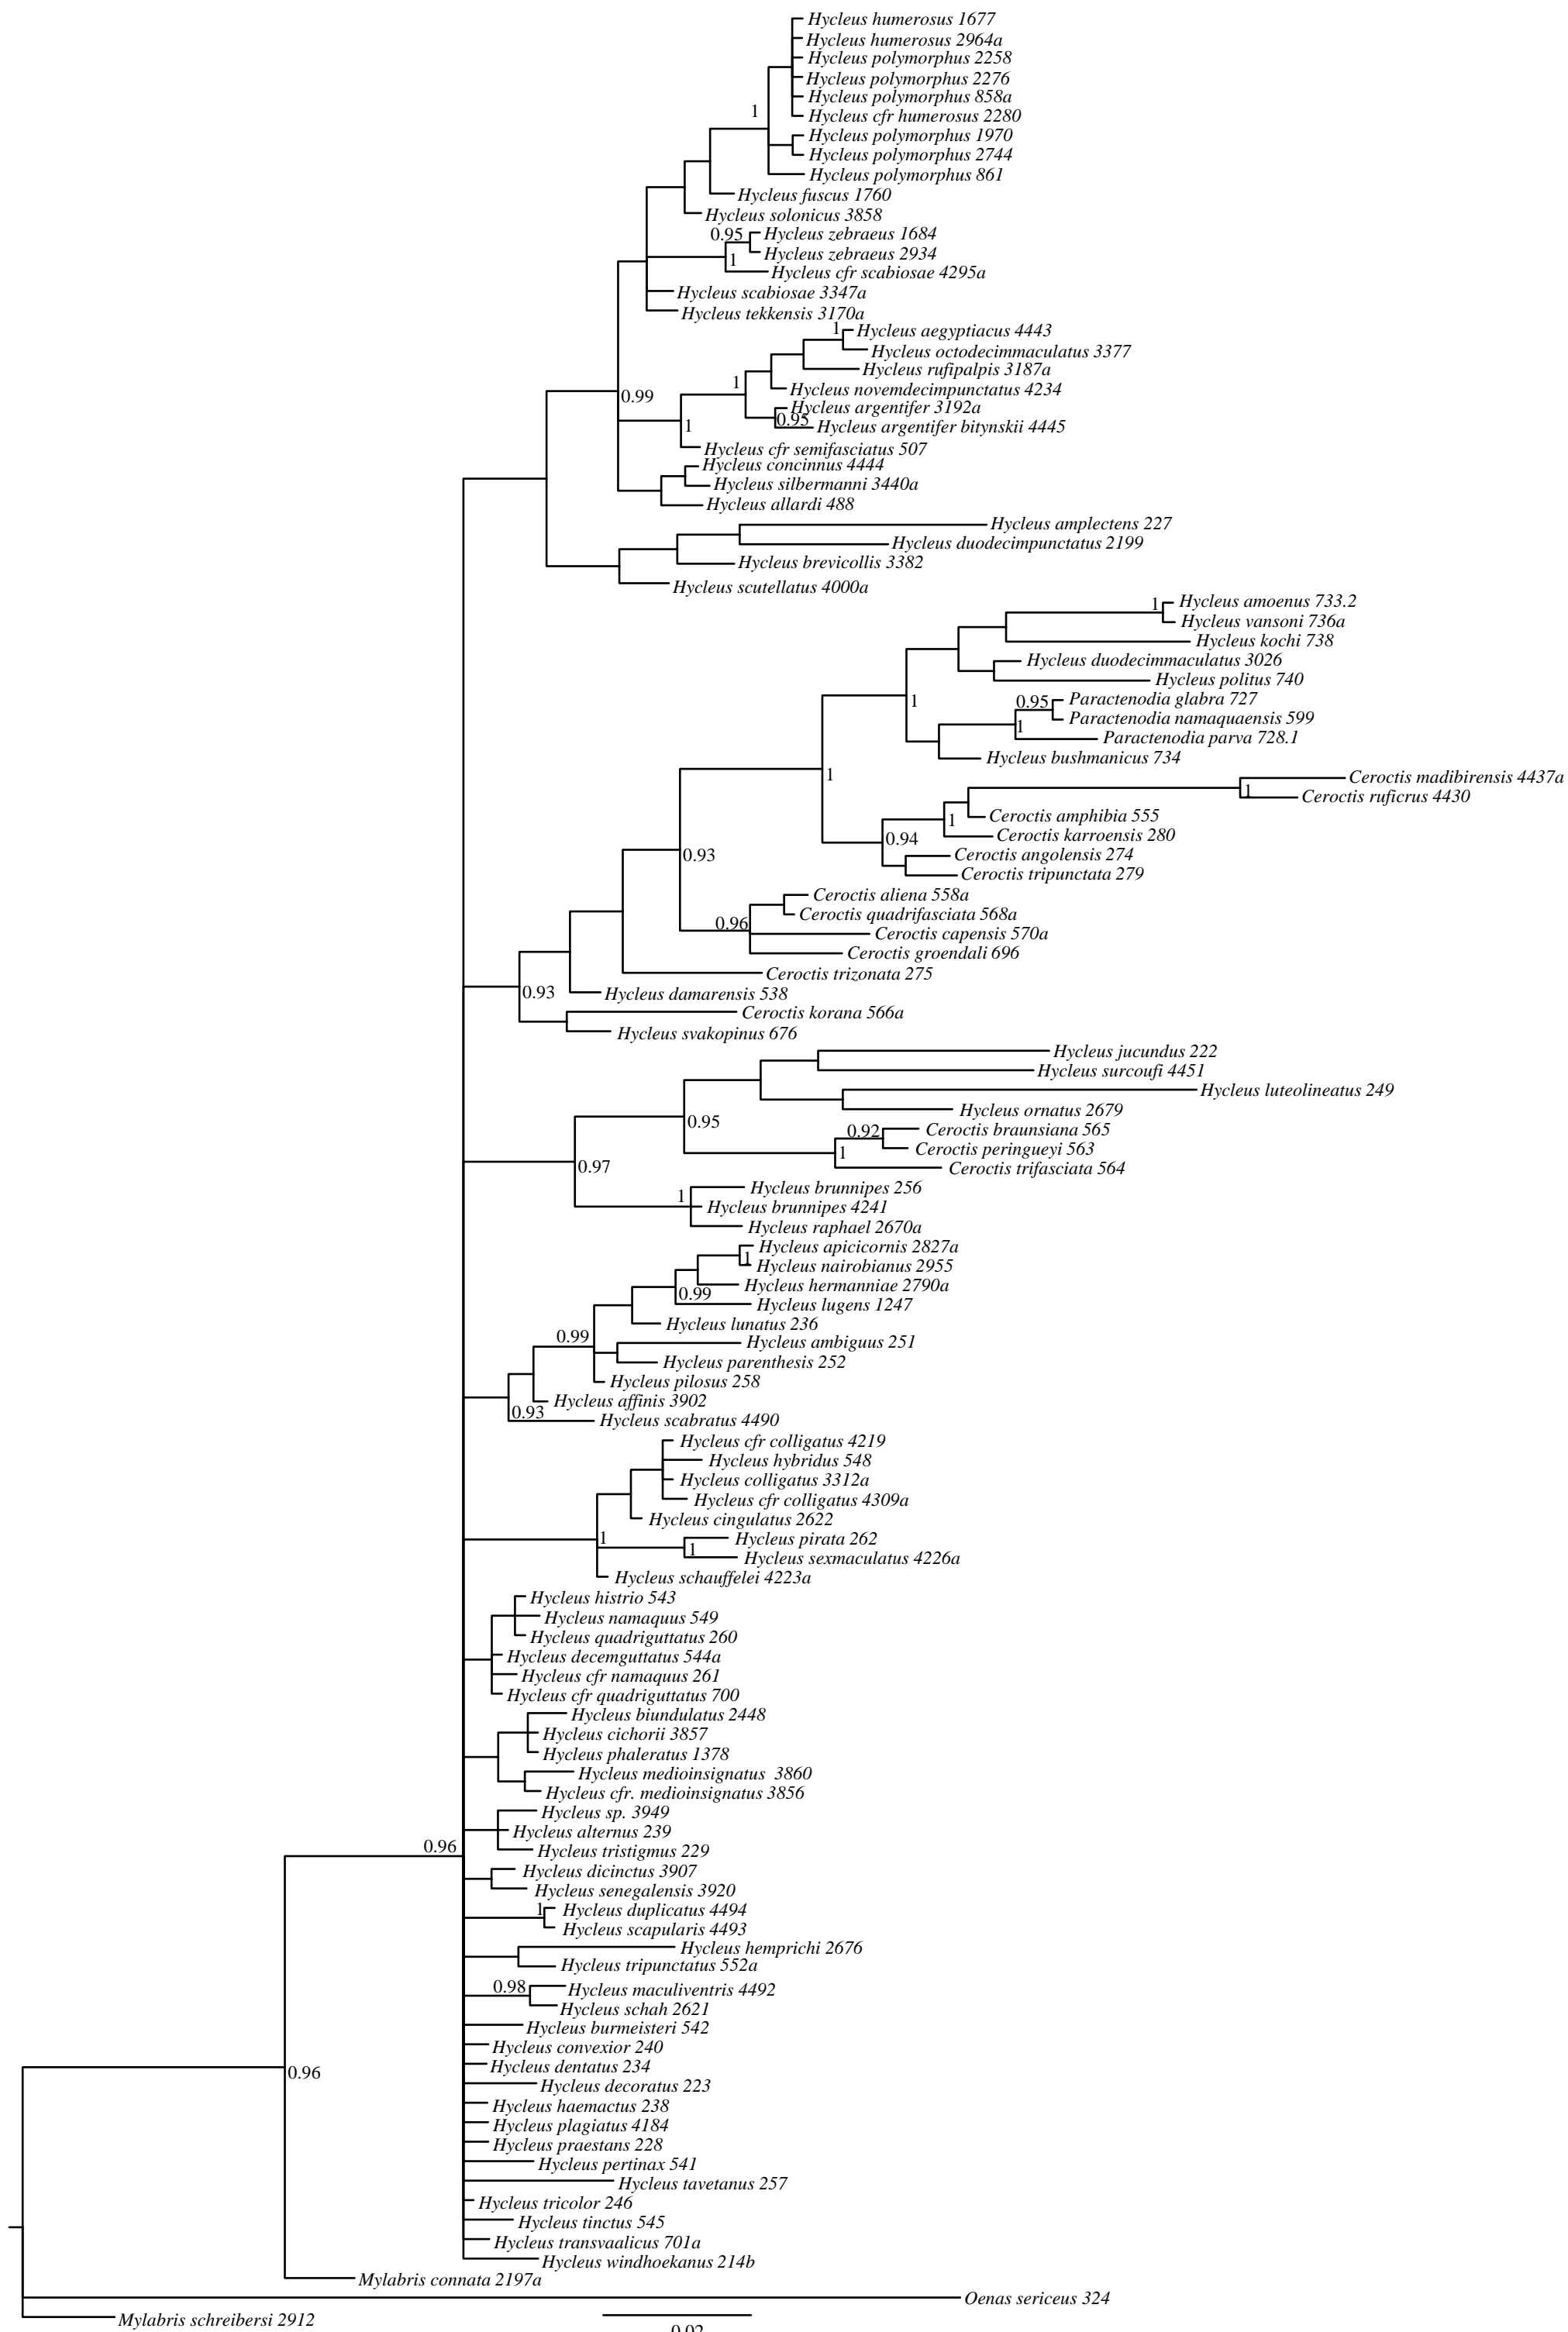 Hycleus humerosus 1677
Hycleus humerosus 2964a
Hycleus polymorphus 2258
Hycleus polymorphus 2276
Hycleus polymorphus 858a
1
Hycleus cfr humerosus 2280
Hycleus polymorphus 1970
Hycleus polymorphus 2744
Hycleus polymorphus 861
Hycleus fuscus 1760
Hycleus solonicus 3858
0.95
Hycleus zebraeus 1684
Hycleus zebraeus 2934
1
Hycleus cfr scabiosae 4295a
Hycleus scabiosae 3347a
Hycleus tekkensis 3170a
1
Hycleus aegyptiacus 4443
Hycleus octodecimmaculatus 3377
Hycleus rufipalpis 3187a
1
Hycleus novemdecimpunctatus 4234
0.99
Hycleus argentifer 3192a
0.95
Hycleus argentifer bitynskii 4445
1
Hycleus cfr semifasciatus 507
Hycleus concinnus 4444
Hycleus silbermanni 3440a
Hycleus allardi 488
Hycleus amplectens 227
Hycleus duodecimpunctatus 2199
Hycleus brevicollis 3382
Hycleus scutellatus 4000a
1
Hycleus amoenus 733.2
Hycleus vansoni 736a
Hycleus kochi 738
Hycleus duodecimmaculatus 3026
Hycleus politus 740
1
0.95
Paractenodia glabra 727
Paractenodia namaquaensis 599
1
Paractenodia parva 728.1
Hycleus bushmanicus 734
1
Ceroctis madibirensis 4437a
1
Ceroctis ruficrus 4430
Ceroctis amphibia 555
1
Ceroctis karroensis 280
0.94
Ceroctis angolensis 274
0.93
Ceroctis tripunctata 279
Ceroctis aliena 558a
Ceroctis quadrifasciata 568a
0.96
Ceroctis capensis 570a
Ceroctis groendali 696
Ceroctis trizonata 275
0.93
Hycleus damarensis 538
Ceroctis korana 566a
Hycleus svakopinus 676
Hycleus jucundus 222
Hycleus surcoufi 4451
Hycleus luteolineatus 249
Hycleus ornatus 2679
0.95
0.92
Ceroctis braunsiana 565
Ceroctis peringueyi 563
1
Ceroctis trifasciata 564
0.97
Hycleus brunnipes 256
1
Hycleus brunnipes 4241
Hycleus raphael 2670a
Hycleus apicicornis 2827a
1
Hycleus nairobianus 2955
Hycleus hermanniae 2790a
0.99
Hycleus lugens 1247
Hycleus lunatus 236
0.99
Hycleus ambiguus 251
Hycleus parenthesis 252
Hycleus pilosus 258
Hycleus affinis 3902
0.93
Hycleus scabratus 4490
Hycleus cfr colligatus 4219
Hycleus hybridus 548
Hycleus colligatus 3312a
Hycleus cfr colligatus 4309a
Hycleus cingulatus 2622
1
Hycleus pirata 262
1
Hycleus sexmaculatus 4226a
Hycleus schauffelei 4223a
Hycleus histrio 543
Hycleus namaquus 549
Hycleus quadriguttatus 260
Hycleus decemguttatus 544a
Hycleus cfr namaquus 261
Hycleus cfr quadriguttatus 700
Hycleus biundulatus 2448
Hycleus cichorii 3857
Hycleus phaleratus 1378
Hycleus medioinsignatus 3860
Hycleus cfr. medioinsignatus 3856
Hycleus sp. 3949
Hycleus alternus 239
0.96
Hycleus tristigmus 229
Hycleus dicinctus 3907
Hycleus senegalensis 3920
1
Hycleus duplicatus 4494
Hycleus scapularis 4493
Hycleus hemprichi 2676
Hycleus tripunctatus 552a
0.98
Hycleus maculiventris 4492
Hycleus schah 2621
Hycleus burmeisteri 542
Hycleus convexior 240
Hycleus dentatus 234
0.96
Hycleus decoratus 223
Hycleus haemactus 238
Hycleus plagiatus 4184
Hycleus praestans 228
Hycleus pertinax 541
Hycleus tavetanus 257
Hycleus tricolor 246
Hycleus tinctus 545
Hycleus transvaalicus 701a
Hycleus windhoekanus 214b
Mylabris connata 2197a
Oenas sericeus 324
Mylabris schreibersi 2912
0.02